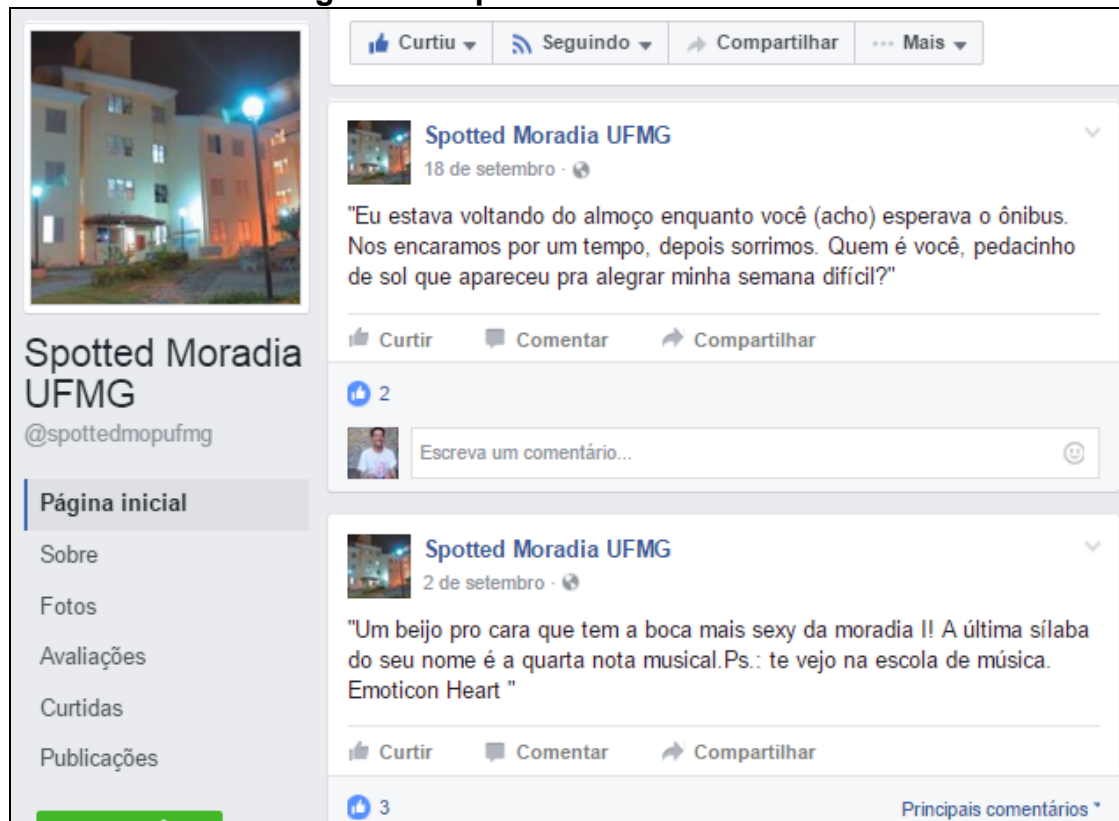 Curtiu
Seguindo
Compartilhar
Mais
Spotted Moradia UFMG
18 de setembro
"Eu estava voltando do almoço enquanto você (acho) esperava o ônibus.
Nos encaramos por um tempo, depois sorrimos. Quem é você, pedacinho
de sol que apareceu pra alegrar minha semana difícil?"
Curtir
Comentar
Compartilhar
2
Escreva um comentário...
Spotted Moradia
UFMG
@spottedmopufmg
Página inicial
Sobre
Fotos
Avaliações
Curtidas
Publicações
Spotted Moradia UFMG
2 de setembro
"Um beijo pro cara que tem a boca mais sexy da moradia I! A última sílaba
do seu nome é a quarta nota musical.Ps.: te vejo na escola de música.
Emoticon Heart "
Curtir
Comentar
Compartilhar
3
Principais comentários